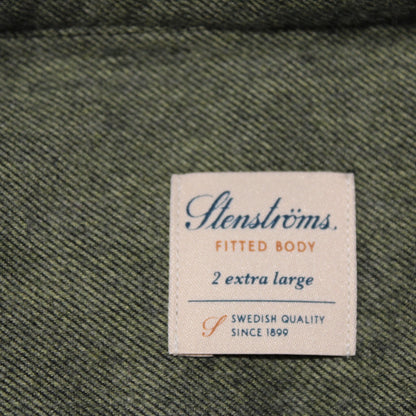 Stenströms.
FITTED BODY
2 extra large
S SWEDISH QUALITY
SINCE 1899